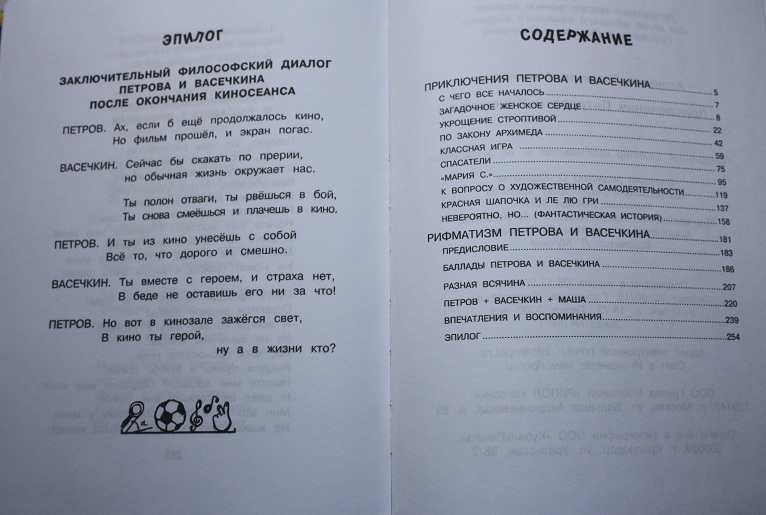 ЭПИЛОГ
ЗАКЛЮЧИТЕЛЬНЫЙ ФИЛОСОФСКИЙ ДИАЛОГ
ПЕТРОВА И ВАСЕЧКИНА
ПОСЛЕ ОКОНЧАНИЯ КИНОСЕАНСА
ПЕТРОВ. Ах, если б ещё продолжалось кино,
Но фильм прошёл, и экран погас.
ВАСЕЧКИН. Сейчас бы скакать по прерии,
но обычная жизнь окружает нас.
Ты полон отваги, ты рвёшься в бой,
Ты снова смеёшься и плачешь в кино.
ПЕТРОВ. И ты из кино унесёшь с собой
Всё то, что дорого и смешно.
ВАСЕЧКИН. Ты вместе с героем, и страха нет,
В беде не оставишь его ни за что!
ПЕТРОВ. Но вот в кинозале зажёгся свет,
В кино ты герой,
ну а в жизни кто?
СОДЕРЖАНИЕ
ПРИКЛЮЧЕНИЯ ПЕТРОВА И ВАСЕЧКИНА 5
С ЧЕГО ВСЕ НАЧАЛОСЬ 7
ЗАГАДОЧНОЕ ЖЕНСКОЕ СЕРДЦЕ 8
УКРОЩЕНИЕ СТРОПТИВОЙ 22
ПО ЗАКОНУ АРХИМЕДА 42
КЛАССНАЯ ИГРА 59
СПАСАТЕЛИ 75
«МАРИЯ С.» 95
К ВОПРОСУ О ХУДОЖЕСТВЕННОЙ САМОДЕЯТЕЛЬНОСТИ 119
КРАСНАЯ ШАПОЧКА И ЛЕ ЛЮ ГРИ 137
НЕВЕРОЯТНО, НО... (ФАНТАСТИЧЕСКАЯ ИСТОРИЯ) 158
РИФМАТИЗМ ПЕТРОВА И ВАСЕЧКИНА 181
ПРЕДИСЛОВИЕ 183
БАЛЛАДЫ ПЕТРОВА И ВАСЕЧКИНА 186
РАЗНАЯ ВСЯЧИНА 207
ПЕТРОВ + ВАСЕЧКИН + МАША 220
ВПЕЧАТЛЕНИЯ И ВОСПОМИНАНИЯ 239
ЭПИЛОГ 254